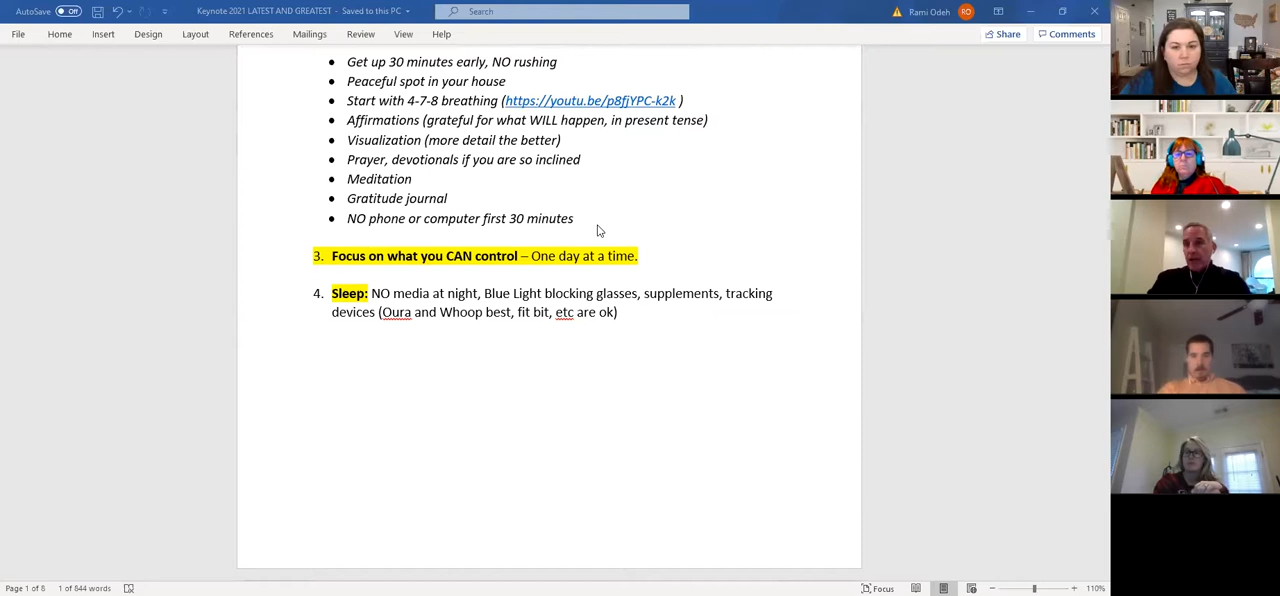 AutoSave Off Keynote 2021 LATEST AND GREATEST - Saved to this PC Search Rami Odeh RO
File Home Insert Design Layout References Mailings Review View Help Share Comments
• Get up 30 minutes early, NO rushing
• Peaceful spot in your house
• Start with 4-7-8 breathing (https://youtu.be/p8fjYPC-k2k )
• Affirmations (grateful for what WILL happen, in present tense)
• Visualization (more detail the better)
• Prayer, devotionals if you are so inclined
• Meditation
• Gratitude journal
• NO phone or computer first 30 minutes
3. Focus on what you CAN control – One day at a time.
4. Sleep: NO media at night, Blue Light blocking glasses, supplements, tracking
devices (Oura and Whoop best, fit bit, etc are ok)
Page 1 of 8 1 of 844 words Focus 110%